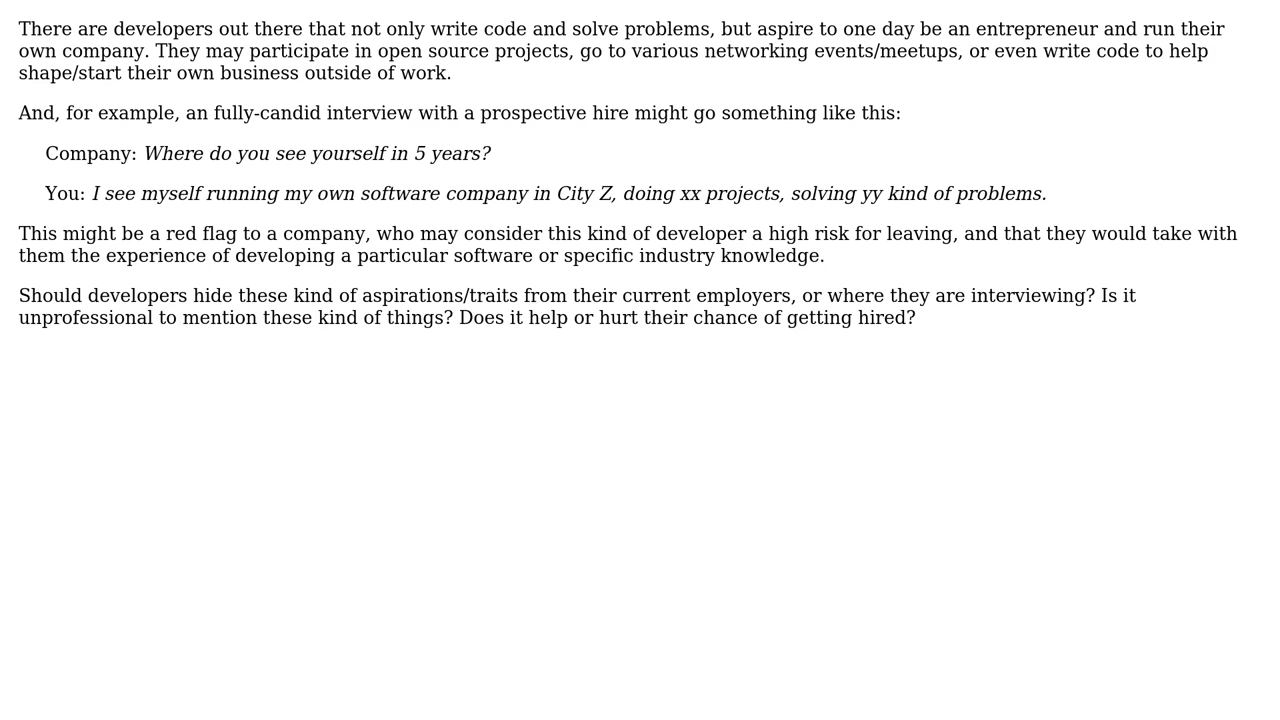 There are developers out there that not only write code and solve problems, but aspire to one day be an entrepreneur and run their
own company. They may participate in open source projects, go to various networking events/meetups, or even write code to help
shape/start their own business outside of work.
And, for example, an fully-candid interview with a prospective hire might go something like this:
Company: Where do you see yourself in 5 years?
You: I see myself running my own software company in City Z, doing xx projects, solving yy kind of problems.
This might be a red flag to a company, who may consider this kind of developer a high risk for leaving, and that they would take with
them the experience of developing a particular software or specific industry knowledge.
Should developers hide these kind of aspirations/traits from their current employers, or where they are interviewing? Is it
unprofessional to mention these kind of things? Does it help or hurt their chance of getting hired?